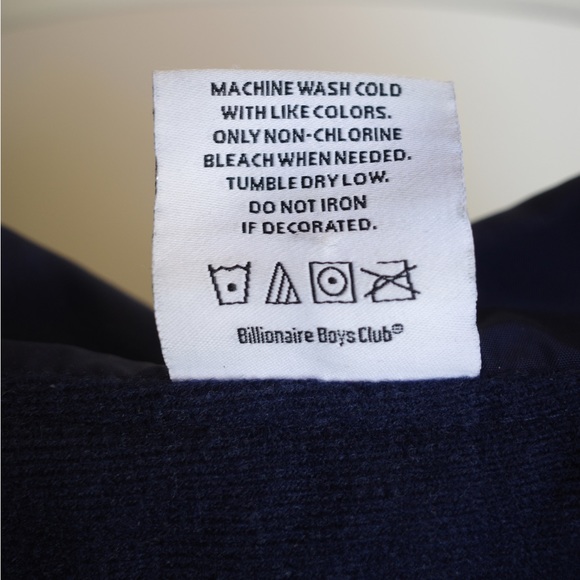 MACHINE WASH COLD
WITH LIKE COLORS.
ONLY NON-CHLORINE
BLEACH WHEN NEEDED.
TUMBLE DRY LOW.
DO NOT IRON
IF DECORATED.
Billionaire Boys Club